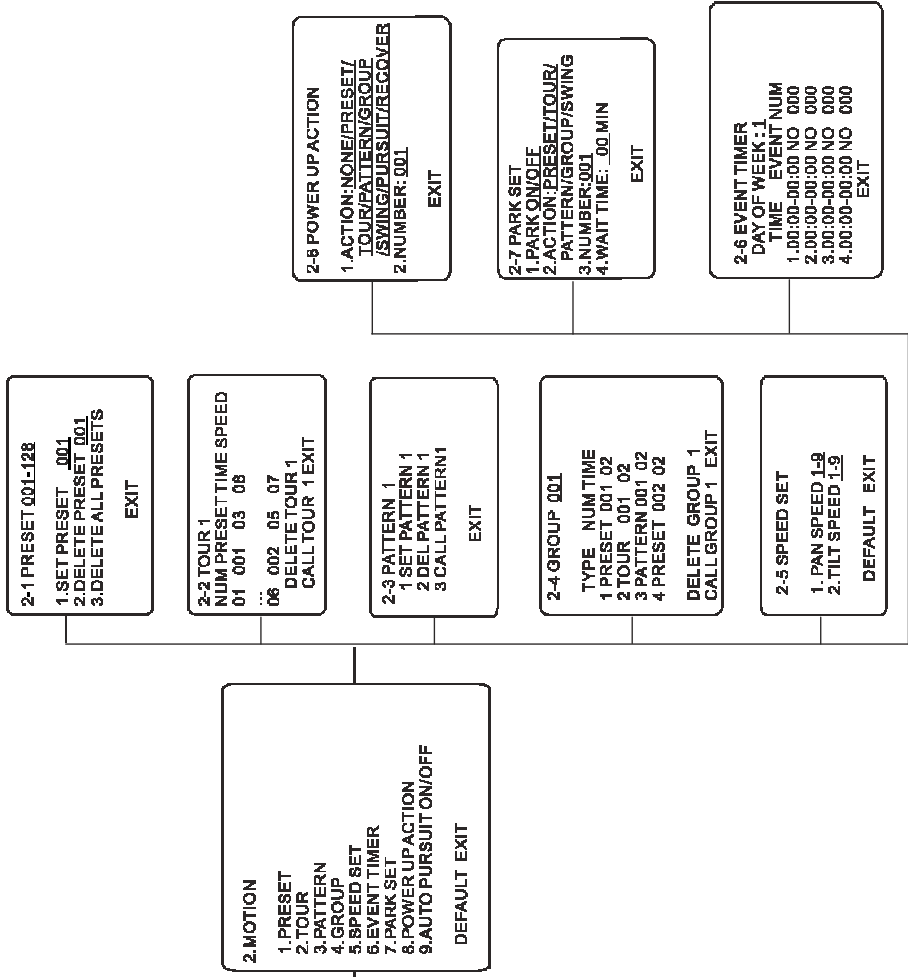 2.MOTION
1.PRESET
2.TOUR
3.PATTERN
4.GROUP
5.SPEED SET
6.EVENT TIMER
7.PARK SET
8.POWER UP ACTION
9.AUTO PURSUIT ON/OFF
DEFAULT EXIT
2-1 PRESET 001-128
1.SET PRESET 001
2.DELETE PRESET 001
3.DELETE ALL PRESETS
EXIT
2-2 TOUR 1
NUM PRESET TIME SPEED
01 001 03 08
...
06 002 05 07
DELETE TOUR 1
CALL TOUR 1 EXIT
2-3 PATTERN 1
1 SET PATTERN 1
2 DEL PATTERN 1
3 CALL PATTERN1
EXIT
2-4 GROUP 001
TYPE NUM TIME
1 PRESET 001 02
2 TOUR 001 02
3 PATTERN 001 02
4 PRESET 002 02
DELETE GROUP 1
CALL GROUP 1 EXIT
2-5 SPEED SET
1. PAN SPEED 1-9
2. TILT SPEED 1-9
DEFAULT EXIT
2-8 POWER UP ACTION
1.ACTION:NONE/PRESET/
TOUR/PATTERN/GROUP
/SWING/PURSUIT/RECOVER
2.NUMBER: 001
EXIT
2-7 PARK SET
1.PARK ON/OFF
2.ACTION:PRESET/TOUR/
PATTERN/GROUP/SWING
3.NUMBER:001
4.WAIT TIME: 00 MIN
EXIT
2-6 EVENT TIMER
DAY OF WEEK : 1
TIME EVENT NUM
1.00:00-00:00 NO 000
2.00:00-00:00 NO 000
3.00:00-00:00 NO 000
4.00:00-00:00 NO 000
EXIT